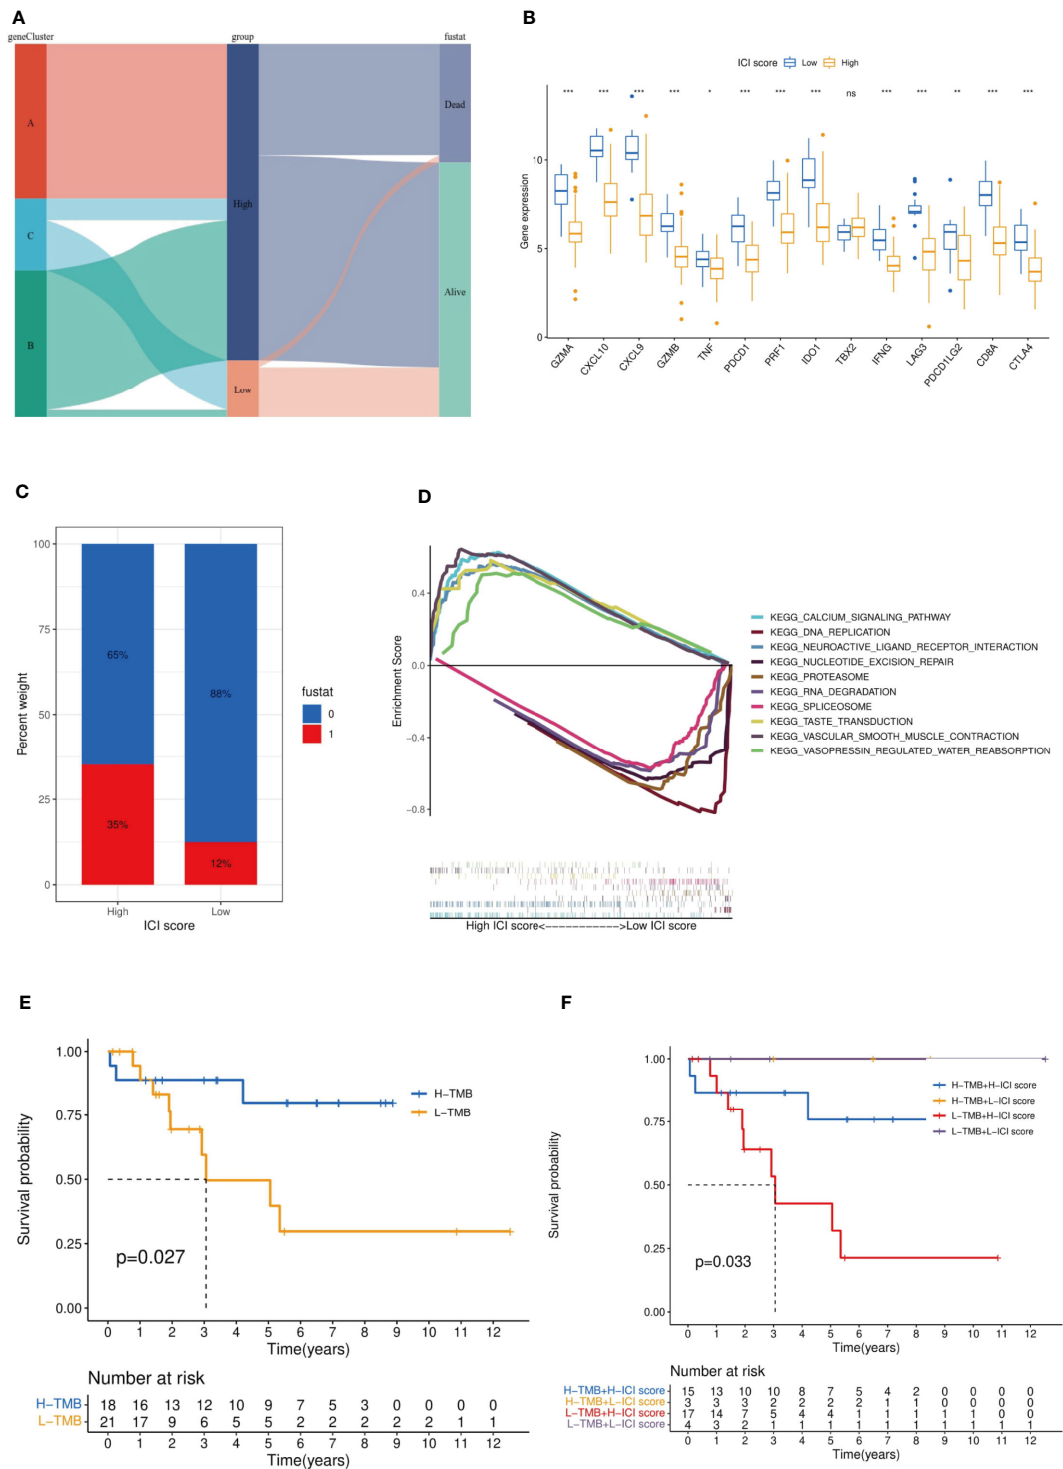 A
geneCluster
group
fustat
A
C
B
High
Low
Dead
Alive
B
ICI score Low High
*** *** *** *** * *** *** *** ns *** *** ** *** ***
Gene expression
10
5
0
GZMA
CXCL10
CXCL9
GZMB
TNF
PDCD1
PRF1
IDO1
TBX2
IFNG
LAG3
PDCD1LG2
CD8A
CTLA4
C
Percent weight
100
75
50
25
0
65%
35%
88%
12%
High
Low
ICI score
fustat
0
1
D
Enrichment Score
0.4
0.0
−0.4
−0.8
KEGG_CALCIUM_SIGNALING_PATHWAY
KEGG_DNA_REPLICATION
KEGG_NEUROACTIVE_LIGAND_RECEPTOR_INTERACTION
KEGG_NUCLEOTIDE_EXCISION_REPAIR
KEGG_PROTEASOME
KEGG_RNA_DEGRADATION
KEGG_SPLICEOSOME
KEGG_TASTE_TRANSDUCTION
KEGG_VASCULAR_SMOOTH_MUSCLE_CONTRACTION
KEGG_VASOPRESSIN_REGULATED_WATER_REABSORPTION
High ICI score<----------->Low ICI score
E
Survival probability
1.00
0.75
0.50
0.25
0.00
H−TMB
L−TMB
p=0.027
0 1 2 3 4 5 6 7 8 9 10 11 12
Time(years)
Number at risk
H−TMB 18 16 13 12 10 9 7 5 3 0 0 0 0
L−TMB 21 17 9 6 5 5 2 2 2 2 2 1 1
0 1 2 3 4 5 6 7 8 9 10 11 12
Time(years)
F
Survival probability
1.00
0.75
0.50
0.25
0.00
H−TMB+H−ICI score
H−TMB+L−ICI score
L−TMB+H−ICI score
L−TMB+L−ICI score
p=0.033
0 1 2 3 4 5 6 7 8 9 10 11 12
Time(years)
Number at risk
H−TMB+H−ICI score 15 13 10 10 8 7 5 4 2 0 0 0 0
H−TMB+L−ICI score 3 3 3 2 2 2 2 1 1 0 0 0 0
L−TMB+H−ICI score 17 14 7 5 4 4 1 1 1 1 1 0 0
L−TMB+L−ICI score 4 3 2 1 1 1 1 1 1 1 1 1 1
0 1 2 3 4 5 6 7 8 9 10 11 12
Time(years)